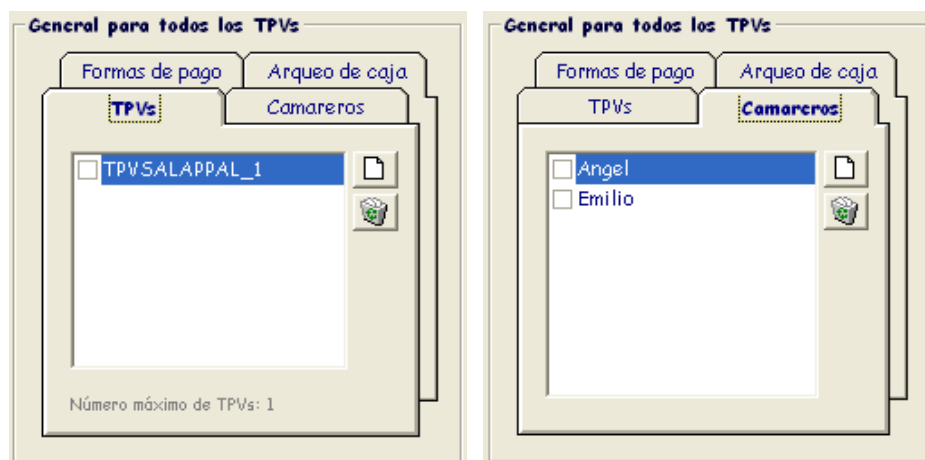 General para todos los TPVs
Formas de pago
Arqueo de caja
TPVs
Camareros
TPVSALAPPAL_1
Número máximo de TPVs: 1
General para todos los TPVs
Formas de pago
Arqueo de caja
TPVs
Camareros
Angel
Emilio